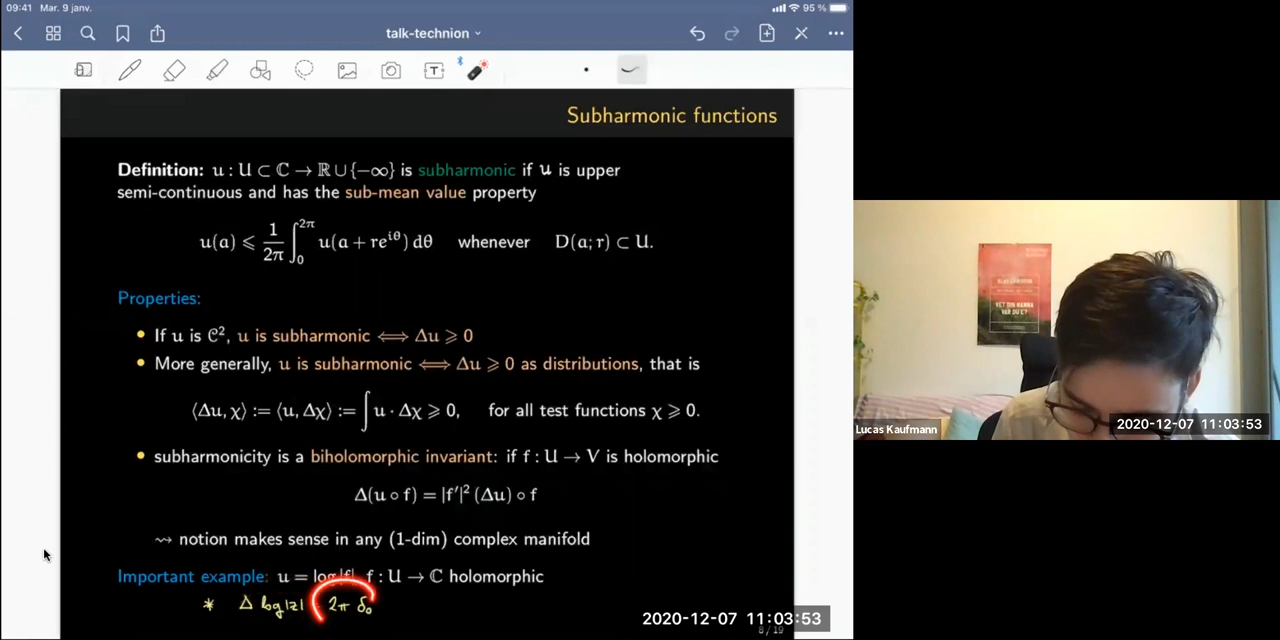 09:41 Mar. 9 janv.
95 %
talk-technion
T
Subharmonic functions
Definition: u : U ⊂ ℂ → ℝ ∪ {−∞} is subharmonic if u is upper
semi-continuous and has the sub-mean value property
u(a) ⩽ 1/2π ∫₀^{2π} u(a + re^{iθ}) dθ whenever D(a; r) ⊂ U.
Properties:
• If u is 𝒞², u is subharmonic ⟺ Δu ⩾ 0
• More generally, u is subharmonic ⟺ Δu ⩾ 0 as distributions, that is
⟨Δu, χ⟩ := ⟨u, Δχ⟩ := ∫ u · Δχ ⩾ 0, for all test functions χ ⩾ 0.
• subharmonicity is a biholomorphic invariant: if f : U → V is holomorphic
Δ(u ∘ f) = |f′|² (Δu) ∘ f
⇝ notion makes sense in any (1-dim) complex manifold
Important example: u = log|f| f : U → ℂ holomorphic
* Δ log|z| 2π δ₀
2020-12-07 11:03:53
8 / 19
Lucas Kaufmann
2020-12-07 11:03:53